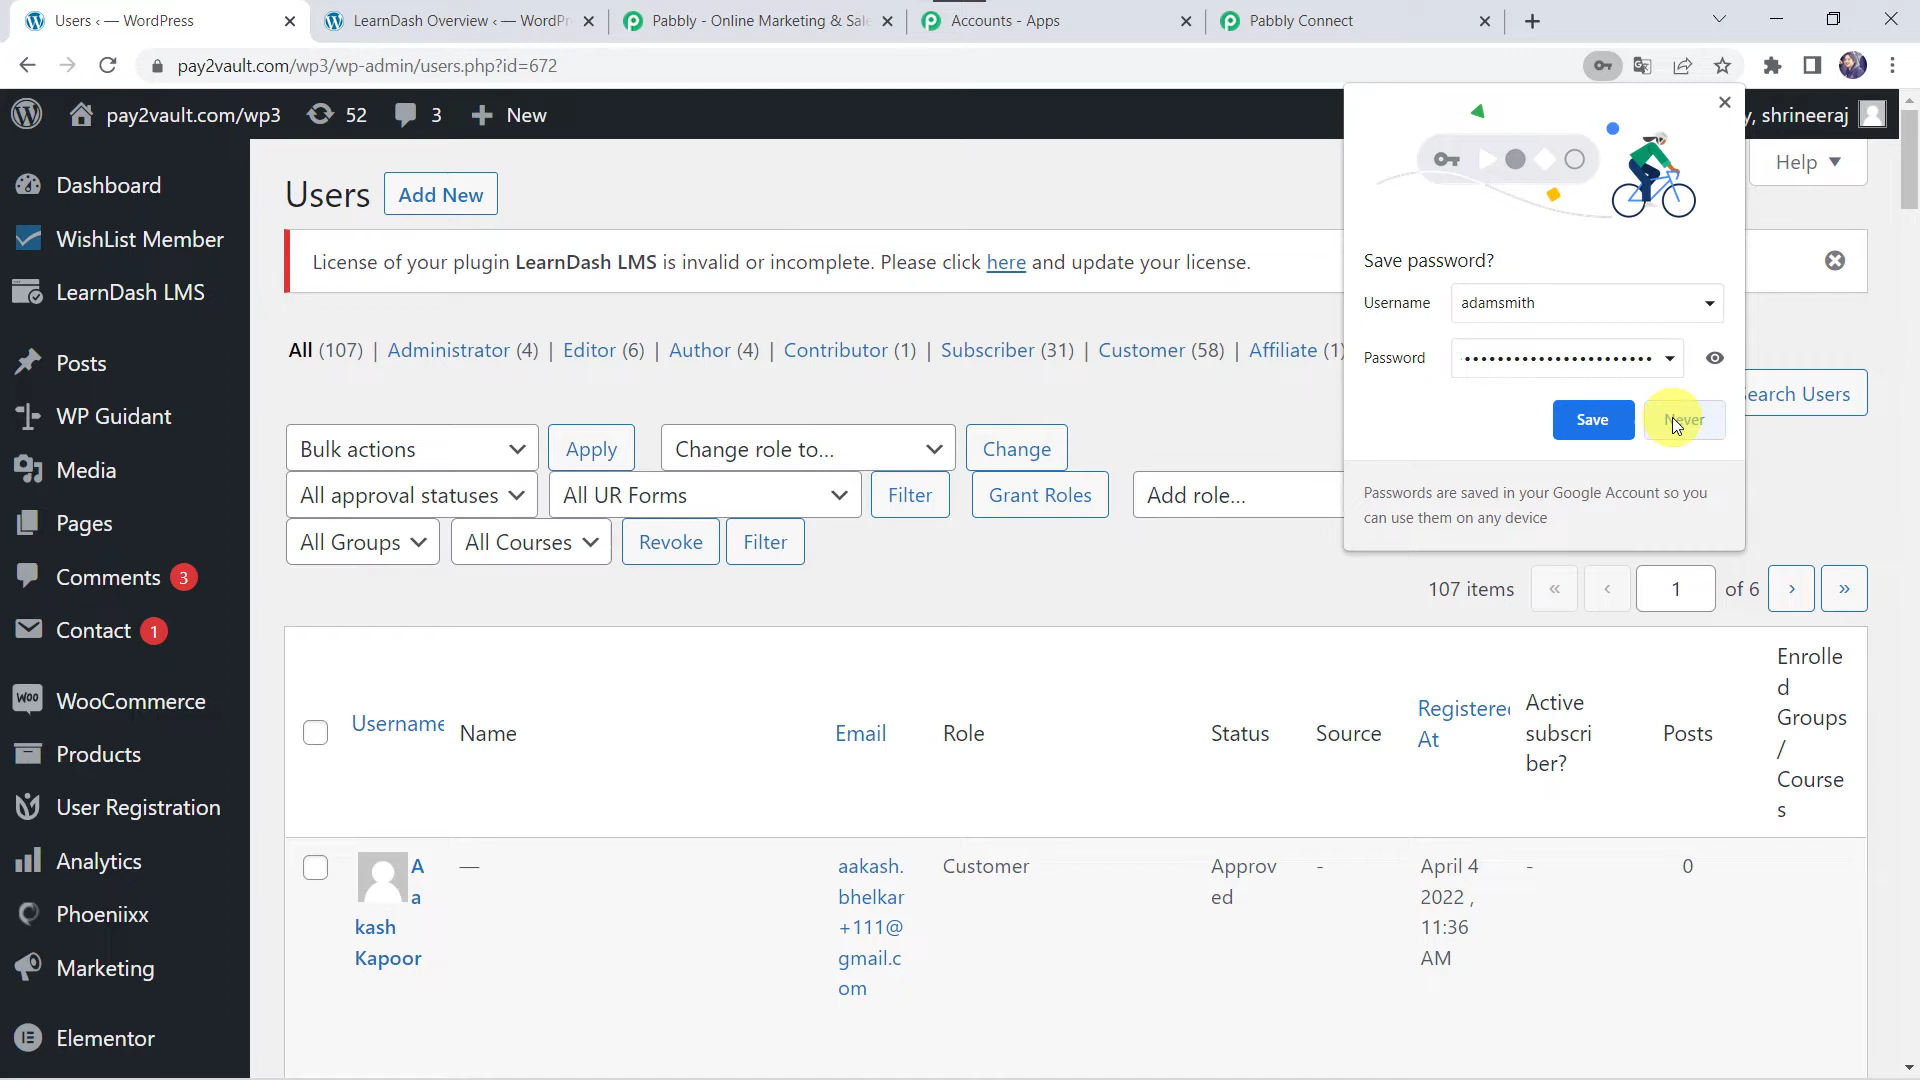 Users ‹ — WordPress
LearnDash Overview ‹ — WordPr
Pabbly - Online Marketing & Sale
Accounts - Apps
Pabbly Connect
pay2vault.com/wp3/wp-admin/users.php?id=672
pay2vault.com/wp3
52
3
New
y, shrineeraj
Dashboard
WishList Member
LearnDash LMS
Posts
WP Guidant
Media
Pages
Comments 3
Contact 1
WooCommerce
Products
User Registration
Analytics
Phoeniixx
Marketing
Elementor
Help
Users
Add New
License of your plugin LearnDash LMS is invalid or incomplete. Please click here and update your license.
All (107) | Administrator (4) | Editor (6) | Author (4) | Contributor (1) | Subscriber (31) | Customer (58) | Affiliate (1)
Search Users
Bulk actions
Apply
Change role to...
Change
All approval statuses
All UR Forms
Filter
Grant Roles
Add role...
All Groups
All Courses
Revoke
Filter
Save password?
Username
adamsmith
Password
Save
Never
Passwords are saved in your Google Account so you
can use them on any device
107 items
«
‹
1
of 6
›
»
Username
Name
Email
Role
Status
Source
Registered
At
Active
subscri
ber?
Posts
Enrolle
d
Groups
/
Course
s
A
a
kash
Kapoor
—
aakash.
bhelkar
+111@
gmail.c
om
Customer
Approv
ed
-
April 4
2022 ,
11:36
AM
-
0